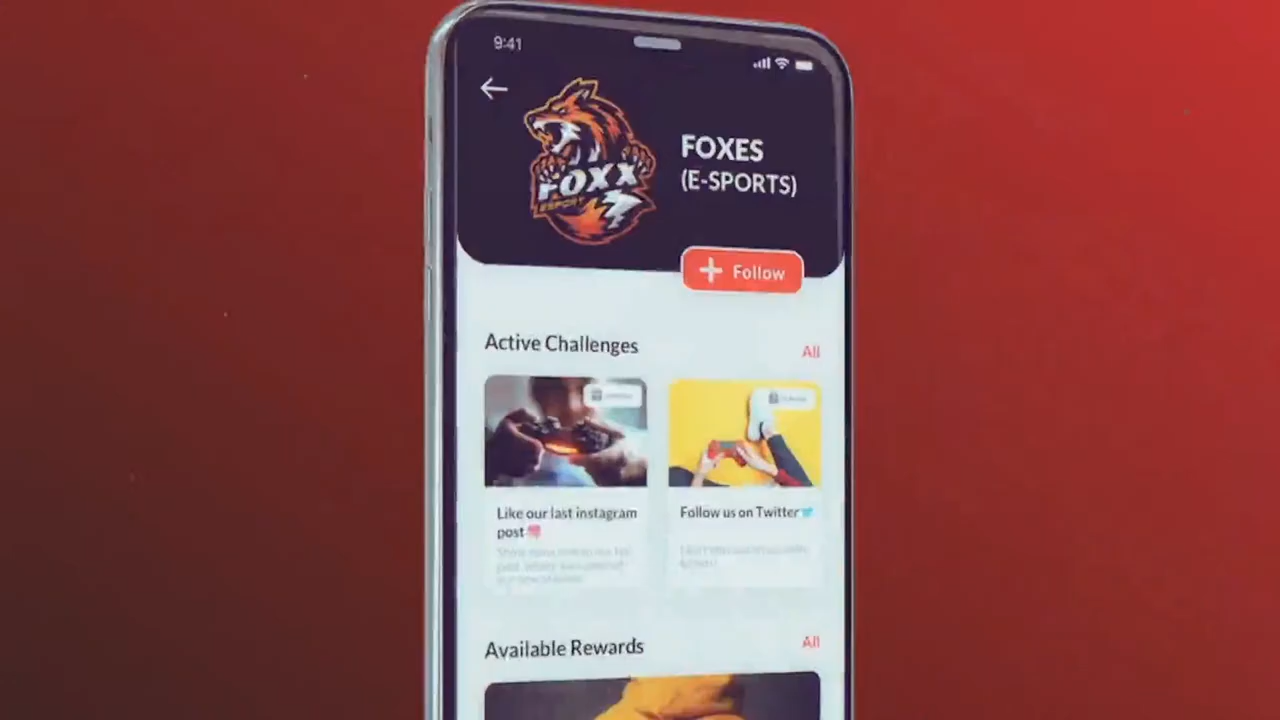 9:41
FOXX
ESPORT
FOXES
(E-SPORTS)
+ Follow
Active Challenges
All
Like our last instagram
post
Follow us on Twitter
Available Rewards
All